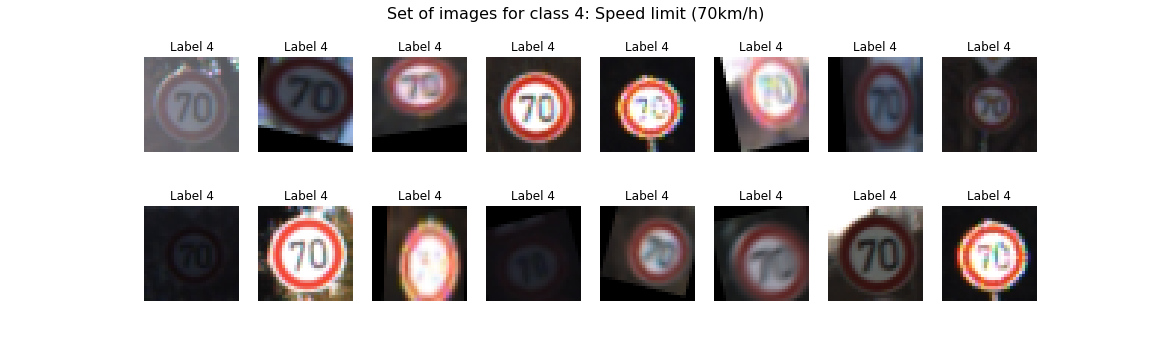 Set of images for class 4: Speed limit (70km/h)
Label 4 Label 4 Label 4 Label 4 Label 4 Label 4 Label 4 Label 4
70 70 70 70 70 70 70 70
Label 4 Label 4 Label 4 Label 4 Label 4 Label 4 Label 4 Label 4
70 70 70 70 70 70 70